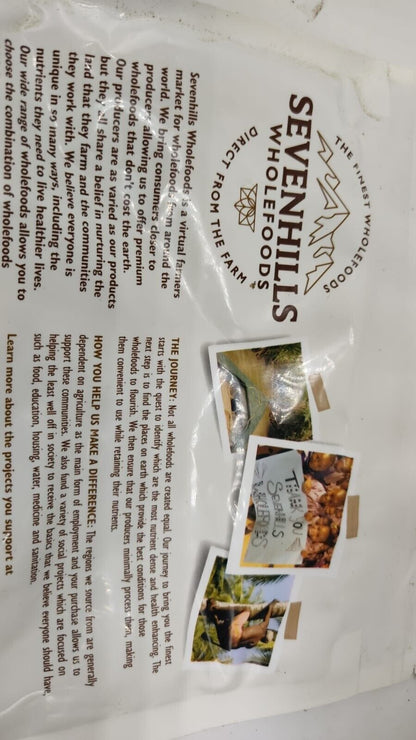 THE FINEST WHOLEFOODS
SEVENHILLS
WHOLEFOODS
DIRECT FROM THE FARM
Sevenhills Wholefoods is a virtual farmers
market for wholefoods from around the
world. We bring consumers closer to
producers allowing us to offer premium
wholefoods that don't cost the earth.
Our producers are as varied as our products
but they all share a belief in nurturing the
land that they farm and the communities
they work with. We believe everyone is
unique in so many ways, including the
nutrients they need to live healthier lives.
Our wide range of wholefoods allows you to
choose the combination of wholefoods
THANK YOU
THE JOURNEY: Not all wholefoods are created equal. Our journey to bring you the finest
starts with the quest to identify which are the most nutrient dense and health enhancing. The
next step is to find the places on earth which provide the best conditions for those
wholefoods to flourish. We then ensure that our producers minimally process them, making
them convenient to use while retaining their nutrients.
HOW YOU HELP US MAKE A DIFFERENCE: The regions we source from are generally
dependent on agriculture as the main form of employment and your purchase allows us to
support these communities. We also fund a variety of social projects which are focused on
helping the least well off in society to receive the basics that we believe everyone should have,
such as food, education, housing, water, medicine and sanitation.
Learn more about the projects you support at